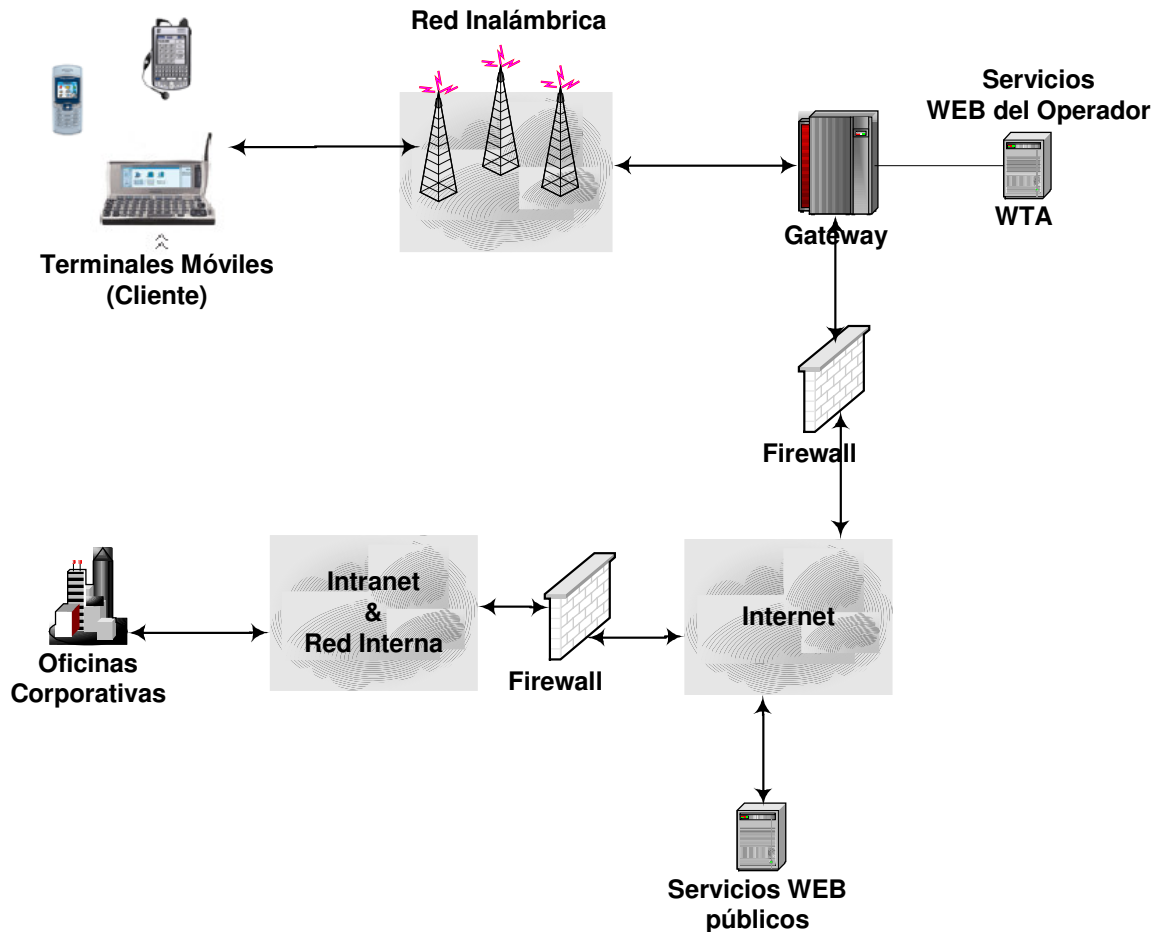 Red Inalámbrica
Servicios
WEB del Operador
WTA
Gateway
Terminales Móviles
(Cliente)
Firewall
Intranet
&
Red Interna
Internet
Oficinas
Corporativas
Firewall
Servicios WEB
públicos